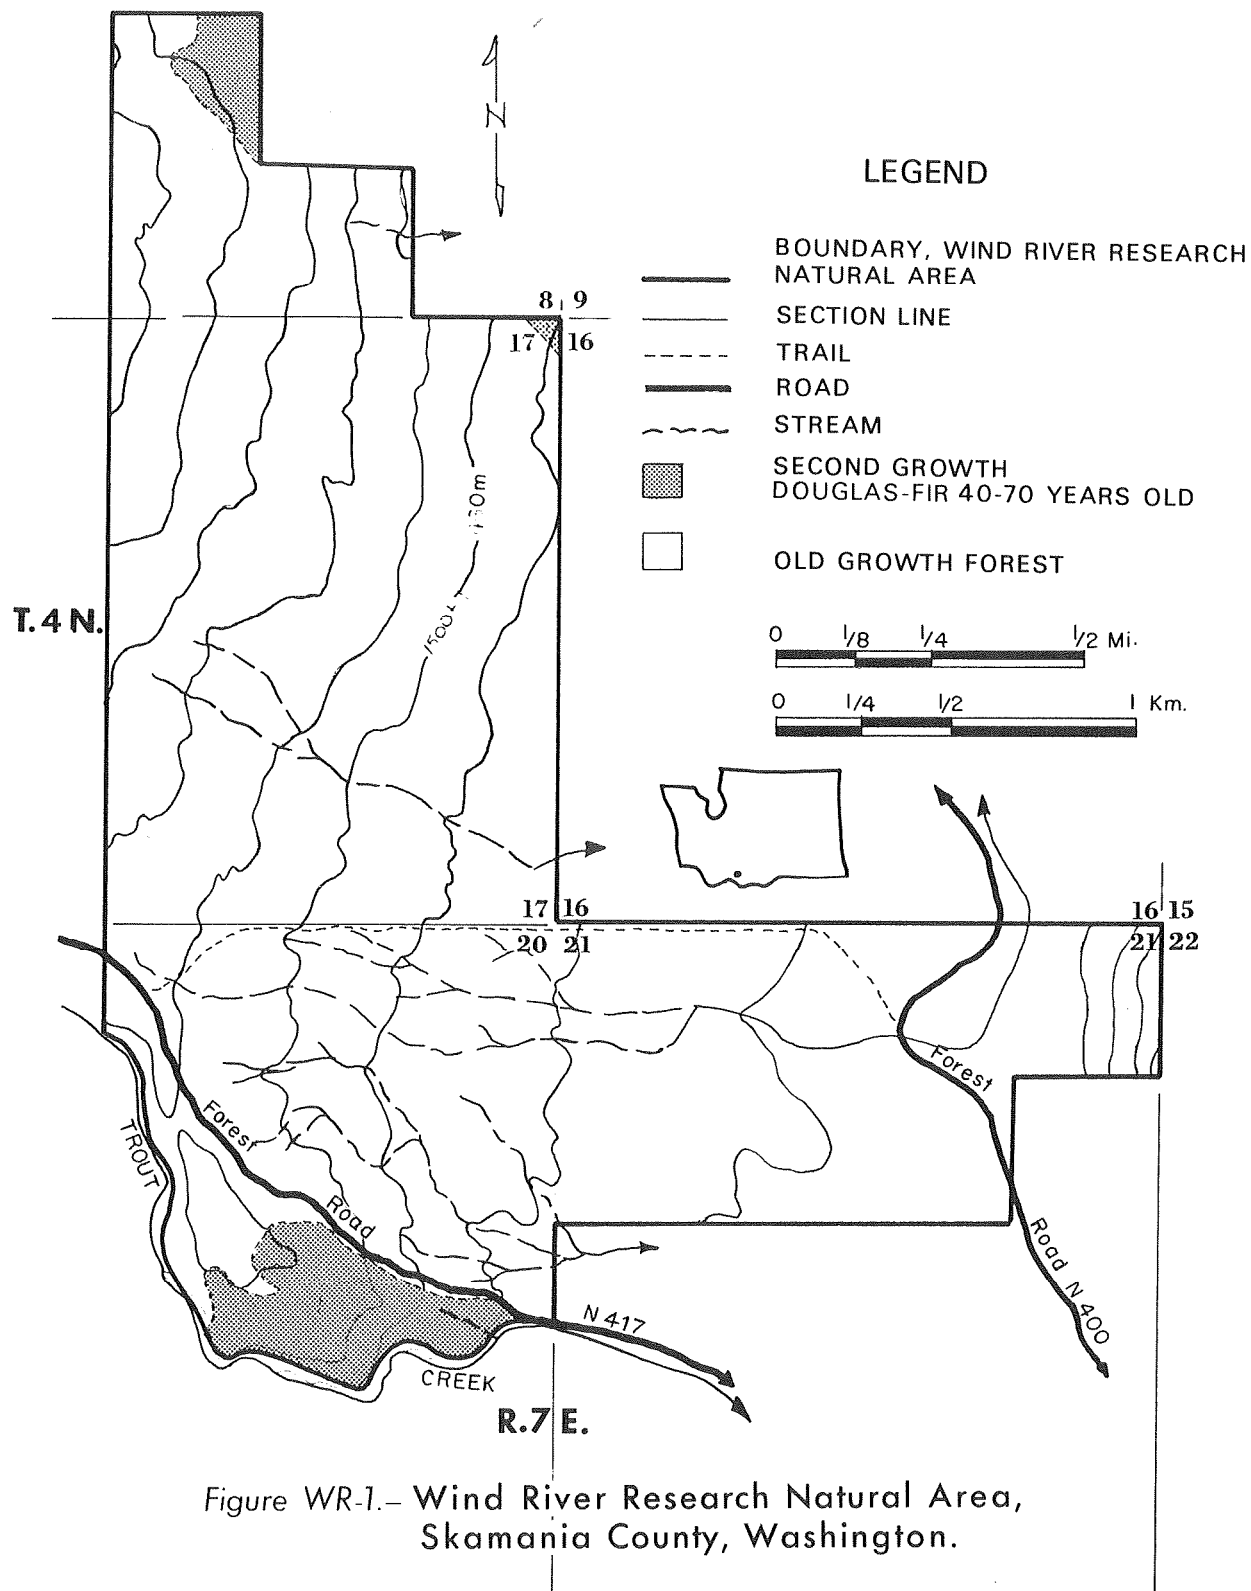 N
LEGEND
BOUNDARY, WIND RIVER RESEARCH
NATURAL AREA
SECTION LINE
TRAIL
ROAD
STREAM
SECOND GROWTH
DOUGLAS-FIR 40-70 YEARS OLD
OLD GROWTH FOREST
8 9
17 16
T. 4 N.
1500FT
0 1/8 1/4 1/2 Mi.
0 1/4 1/2 1 Km.
17 16
20 21
16 15
21 22
Forest
Road N 400
TROUT
Forest
Road
N 417
CREEK
R.7 E.
Figure WR-1.– Wind River Research Natural Area,
Skamania County, Washington.